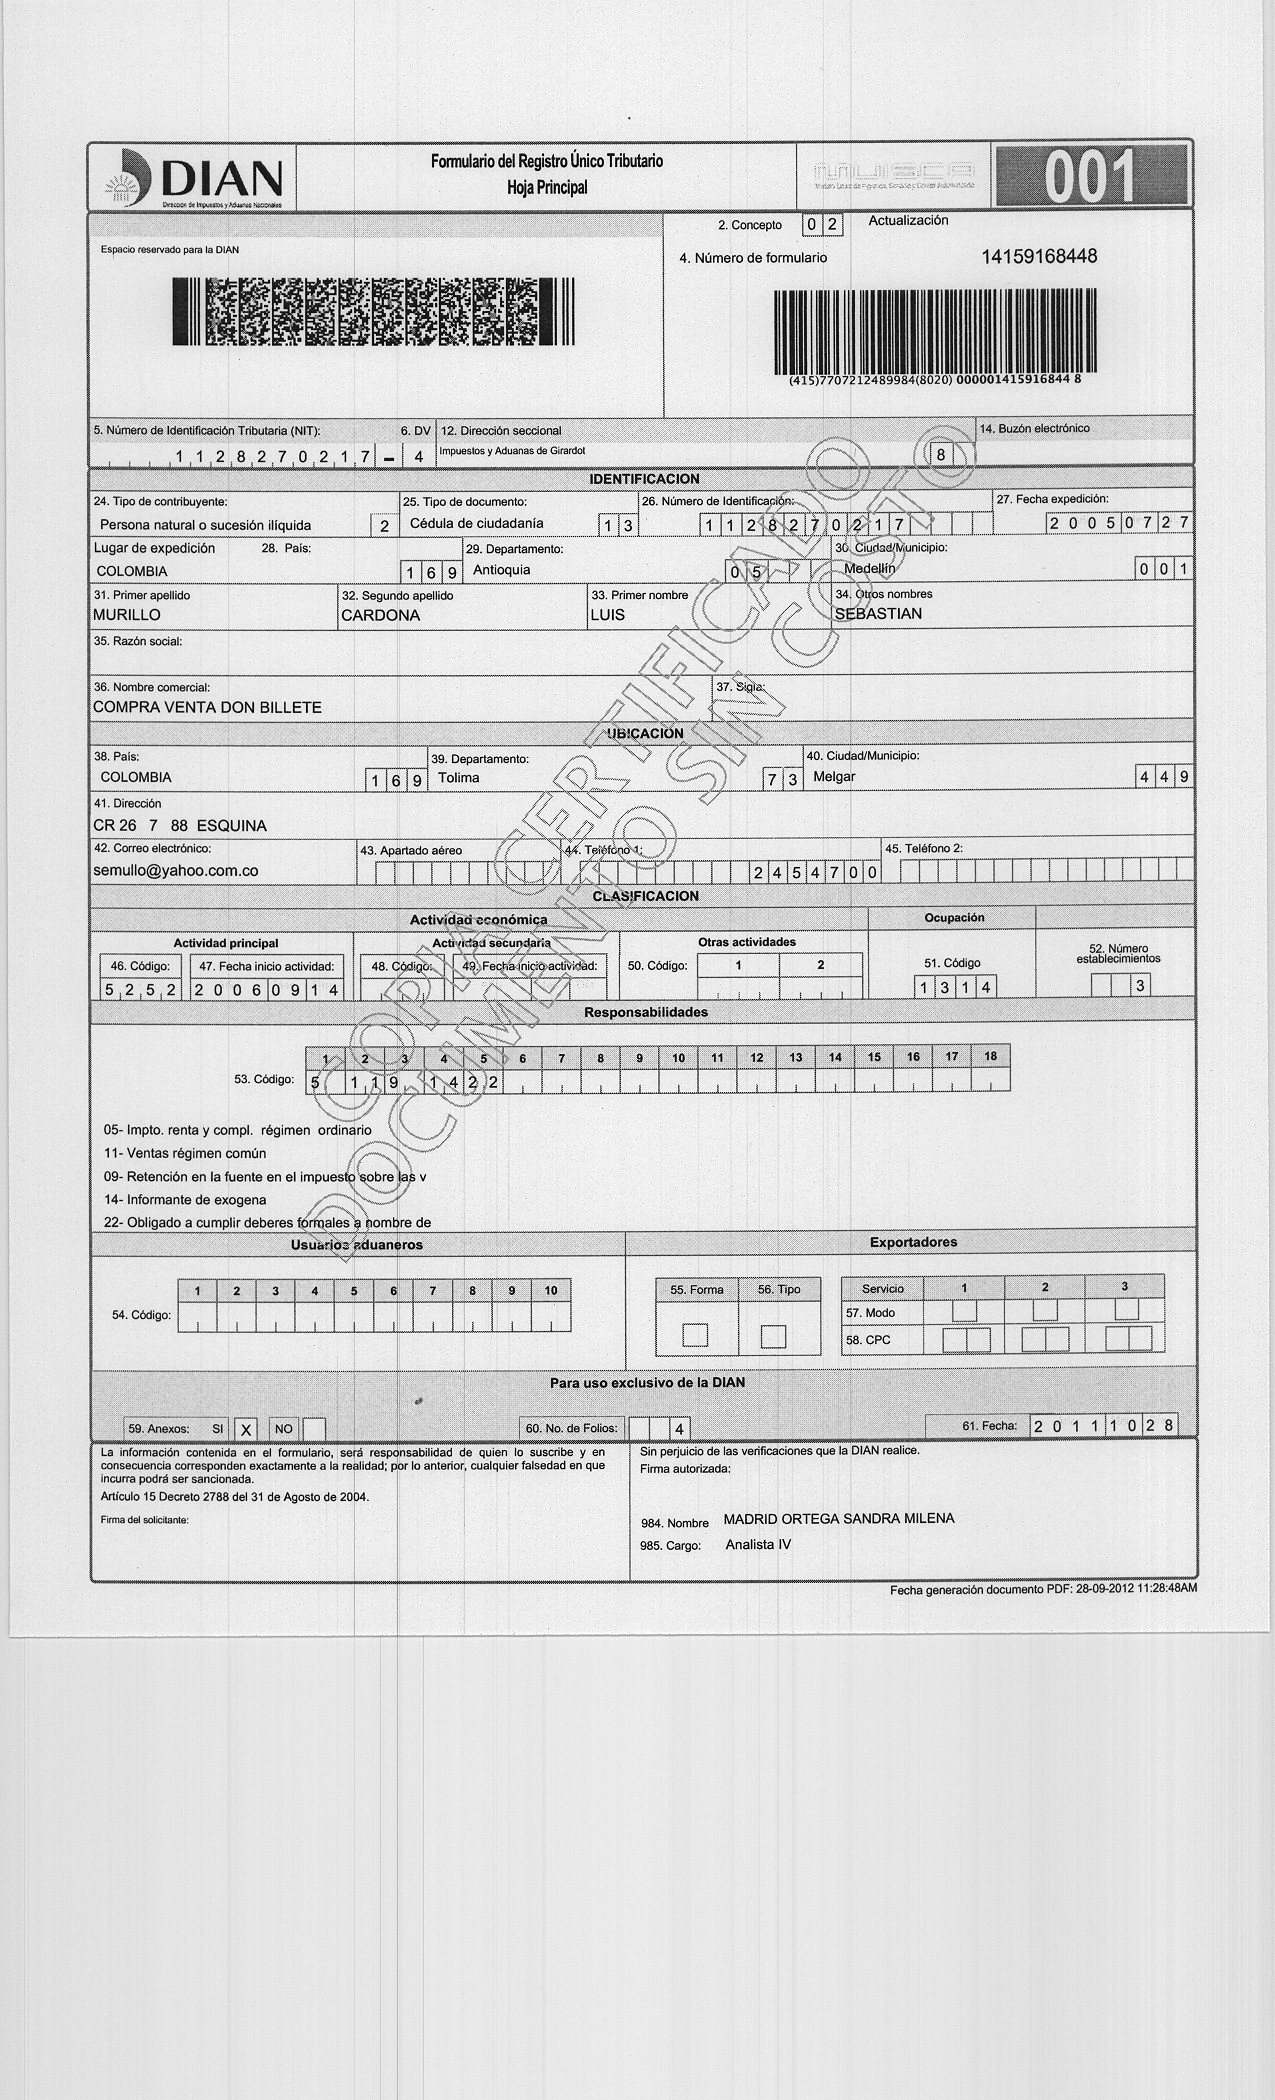 DIAN
Dirección de Impuestos y Aduanas Nacionales
Formulario del Registro Único Tributario
Hoja Principal
MUISCA
001
2. Concepto 0 2 Actualización
Espacio reservado para la DIAN
4. Número de formulario 14159168448
(415)7707212489984(8020) 000001415916844 8
5. Número de Identificación Tributaria (NIT): 6. DV 12. Dirección seccional 14. Buzón electrónico
1 1 2 8 2 7 0 2 1 7 - 4 Impuestos y Aduanas de Girardot 8
IDENTIFICACION
24. Tipo de contribuyente: 25. Tipo de documento: 26. Número de Identificación: 27. Fecha expedición:
Persona natural o sucesión ilíquida 2 Cédula de ciudadanía 1 3 1 1 2 8 2 7 0 2 1 7 2 0 0 5 0 7 2 7
Lugar de expedición 28. País: 29. Departamento: 30. Ciudad/Municipio:
COLOMBIA 1 6 9 Antioquia 0 5 Medellín 0 0 1
31. Primer apellido 32. Segundo apellido 33. Primer nombre 34. Otros nombres
MURILLO CARDONA LUIS SEBASTIAN
35. Razón social:
36. Nombre comercial: 37. Sigla:
COMPRA VENTA DON BILLETE
UBICACION
38. País: 39. Departamento: 40. Ciudad/Municipio:
COLOMBIA 1 6 9 Tolima 7 3 Melgar 4 4 9
41. Dirección
CR 26 7 88 ESQUINA
42. Correo electrónico: 43. Apartado aéreo 44. Teléfono 1: 45. Teléfono 2:
semullo@yahoo.com.co 2 4 5 4 7 0 0
CLASIFICACION
Actividad económica Ocupación
Actividad principal Actividad secundaria Otras actividades 52. Número establecimientos
46. Código: 47. Fecha inicio actividad: 48. Código: 49. Fecha inicio actividad: 50. Código: 1 2 51. Código
5 2 5 2 2 0 0 6 0 9 1 4 1 3 1 4 3
Responsabilidades
1 2 3 4 5 6 7 8 9 10 11 12 13 14 15 16 17 18
53. Código: 5 1 1 9 1 4 2 2
05- Impto. renta y compl. régimen ordinario
11- Ventas régimen común
09- Retención en la fuente en el impuesto sobre las v
14- Informante de exogena
22- Obligado a cumplir deberes formales a nombre de
Usuarios aduaneros Exportadores
1 2 3 4 5 6 7 8 9 10 55. Forma 56. Tipo Servicio 1 2 3
54. Código: 57. Modo
58. CPC
Para uso exclusivo de la DIAN
59. Anexos: SI X NO 60. No. de Folios: 4 61. Fecha: 2 0 1 1 1 0 2 8
La información contenida en el formulario, será responsabilidad de quien lo suscribe y en
consecuencia corresponden exactamente a la realidad; por lo anterior, cualquier falsedad en que
incurra podrá ser sancionada.
Artículo 15 Decreto 2788 del 31 de Agosto de 2004.
Firma del solicitante:
Sin perjuicio de las verificaciones que la DIAN realice.
Firma autorizada:
984. Nombre MADRID ORTEGA SANDRA MILENA
985. Cargo: Analista IV
Fecha generación documento PDF: 28-09-2012 11:28:48AM
COPIA CERTIFICADO
DOCUMENTO SIN COSTO